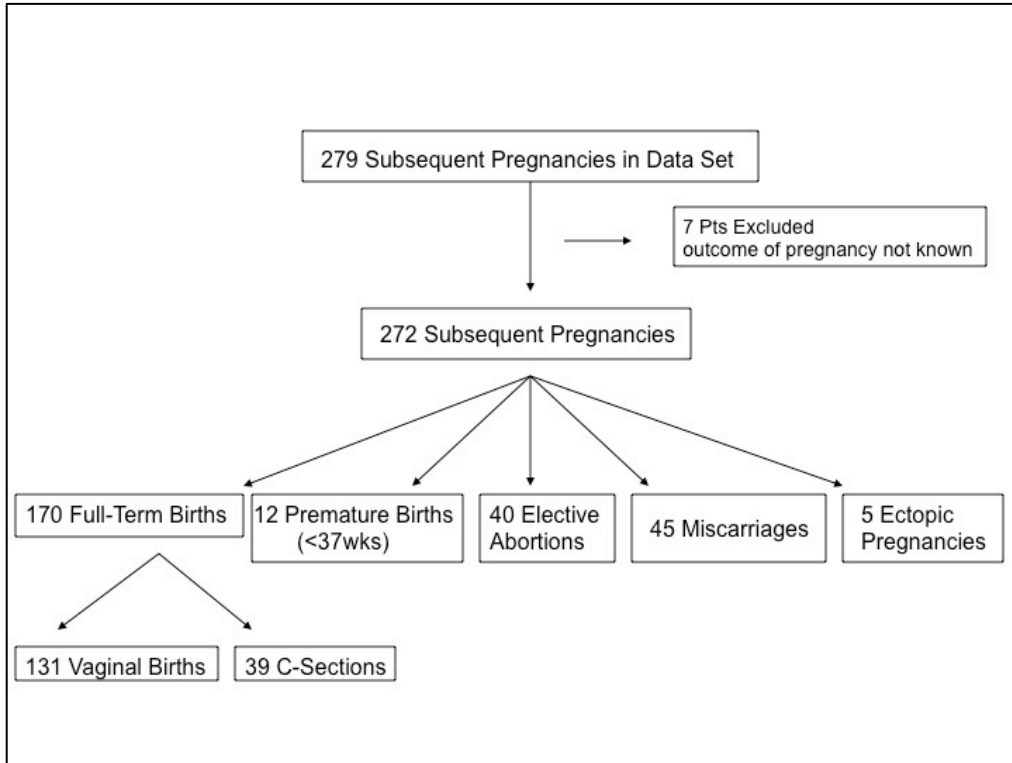 279 Subsequent Pregnancies in Data Set
7 Pts Excluded
outcome of pregnancy not known
272 Subsequent Pregnancies
170 Full-Term Births
12 Premature Births
(<37wks)
40 Elective
Abortions
45 Miscarriages
5 Ectopic
Pregnancies
131 Vaginal Births
39 C-Sections